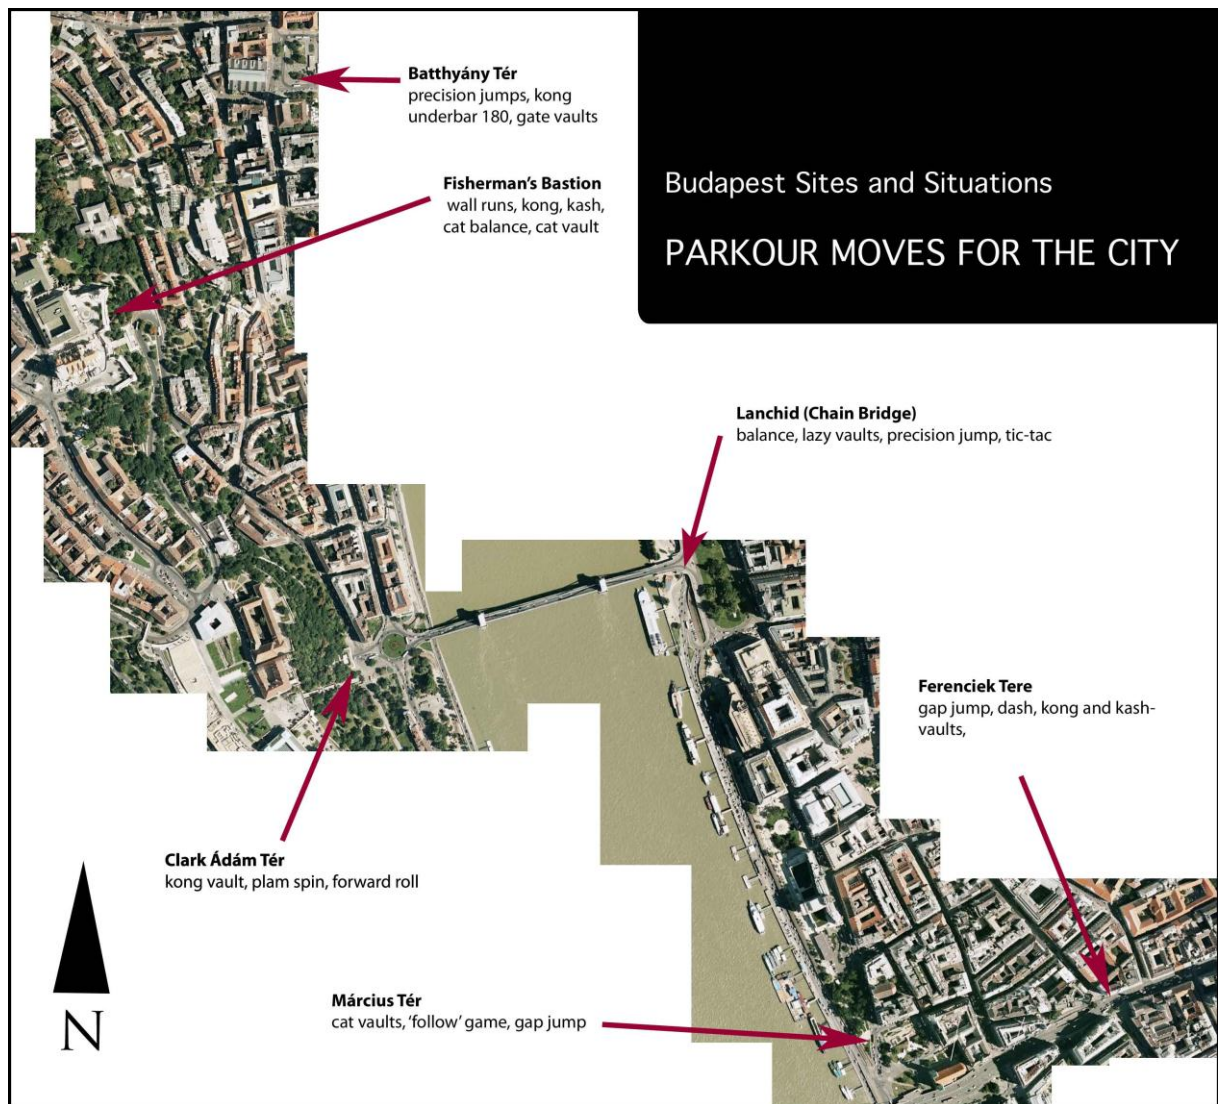 Batthyány Tér
precision jumps, kong
underbar 180, gate vaults
Fisherman's Bastion
wall runs, kong, kash,
cat balance, cat vault
Budapest Sites and Situations
PARKOUR MOVES FOR THE CITY
Lanchid (Chain Bridge)
balance, lazy vaults, precision jump, tic-tac
Ferenciek Tere
gap jump, dash, kong and kash-
vaults,
Clark Ádám Tér
kong vault, plam spin, forward roll
Március Tér
cat vaults, 'follow' game, gap jump
N